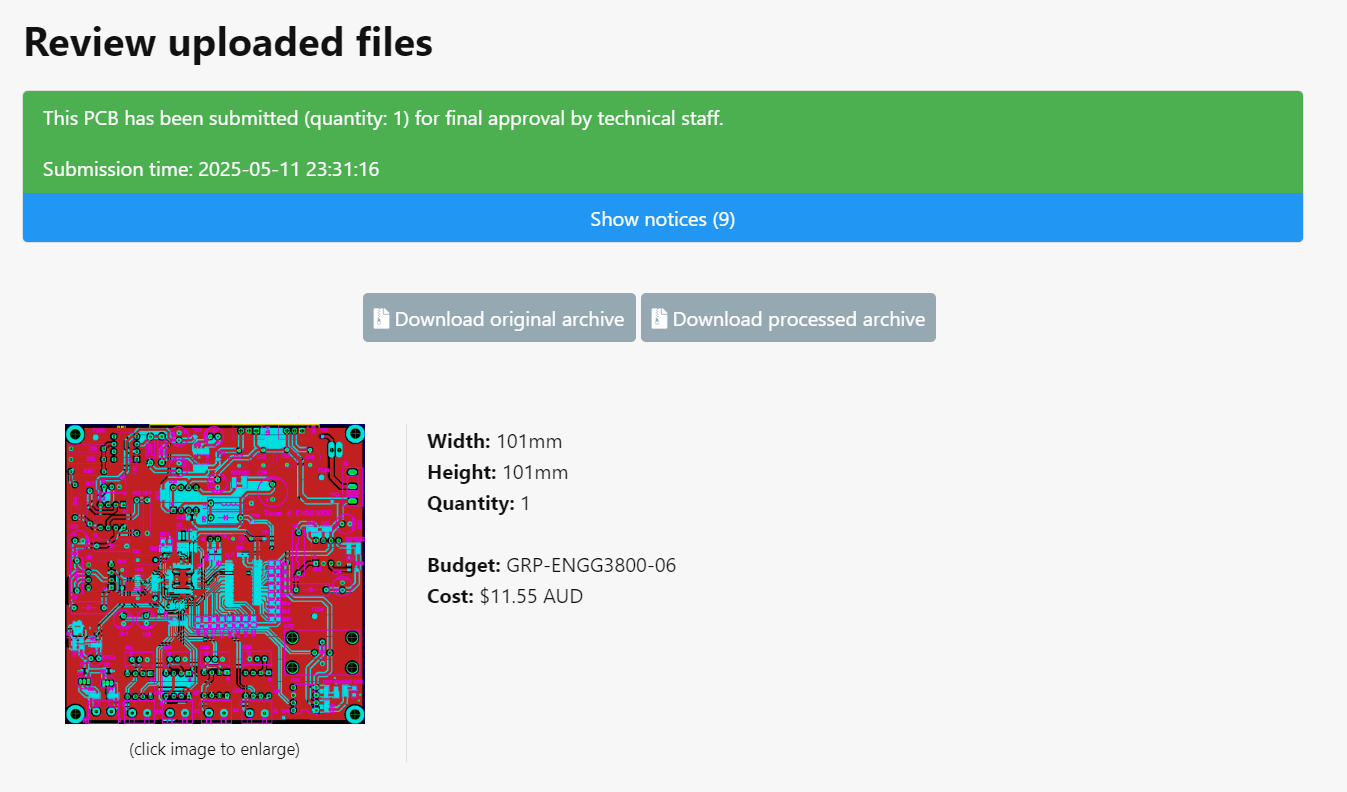 Review uploaded files
This PCB has been submitted (quantity: 1) for final approval by technical staff.
Submission time: 2025-05-11 23:31:16
Show notices (9)
Download original archive
Download processed archive
Width: 101mm
Height: 101mm
Quantity: 1
Budget: GRP-ENGG3800-06
Cost: $11.55 AUD
(click image to enlarge)